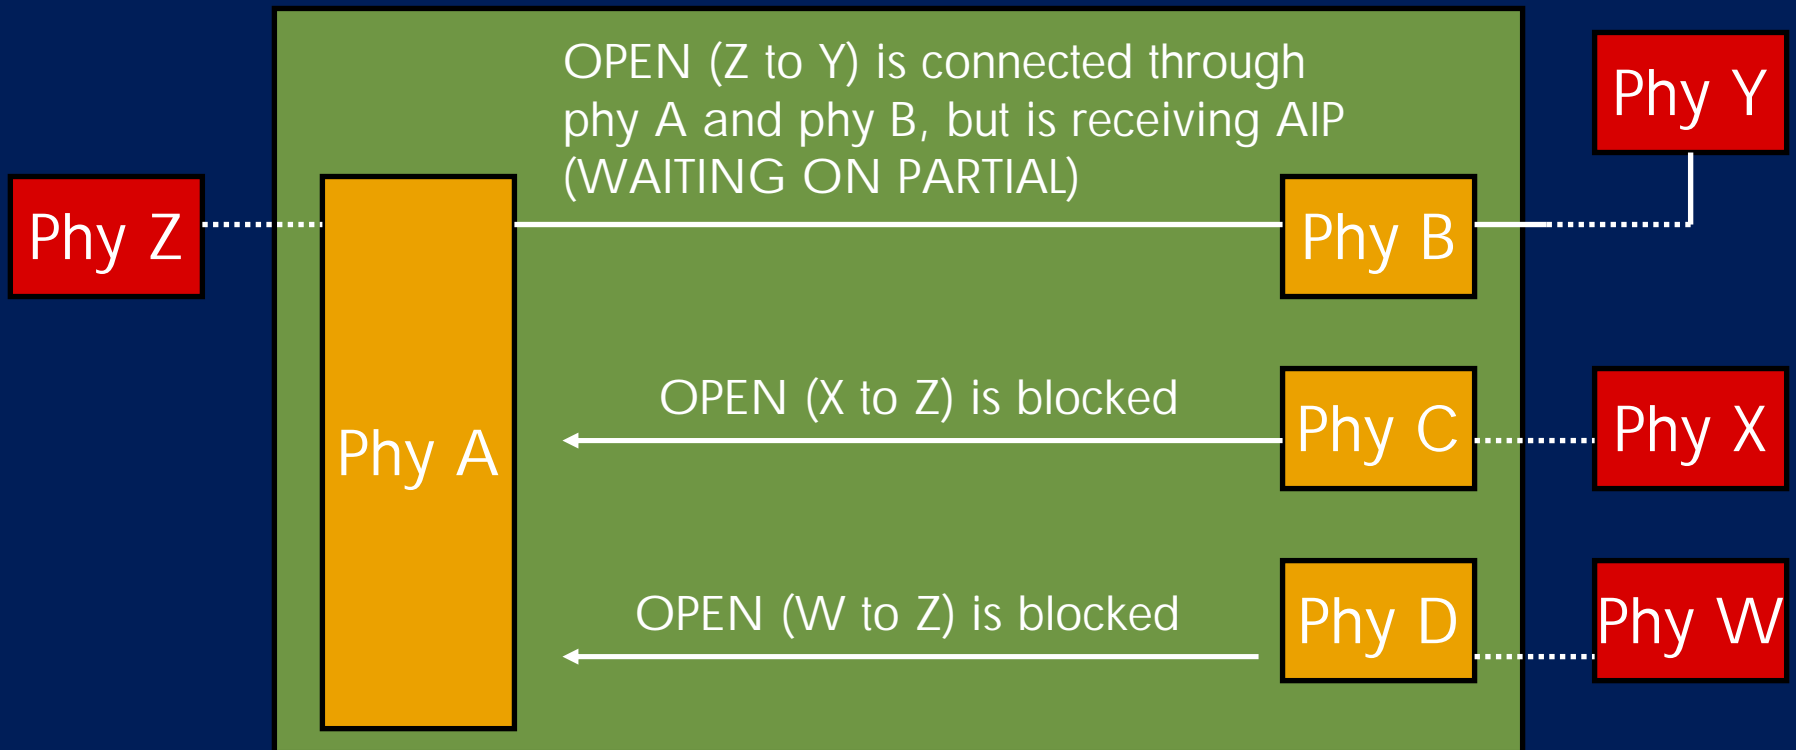 OPEN (Z to Y) is connected through
phy A and phy B, but is receiving AIP
(WAITING ON PARTIAL)
Phy Y
Phy Z
Phy B
OPEN (X to Z) is blocked
Phy A
Phy C
Phy X
OPEN (W to Z) is blocked
Phy D
Phy W